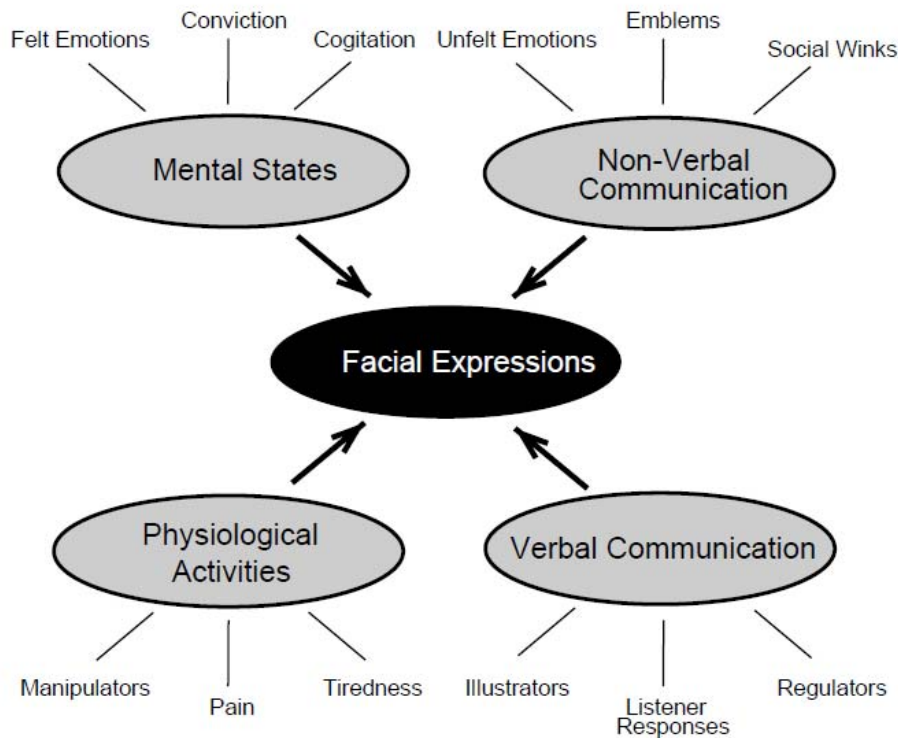 Felt Emotions
Conviction
Cogitation
Unfelt Emotions
Emblems
Social Winks
Mental States
Non-Verbal
Communication
Facial Expressions
Physiological
Activities
Verbal Communication
Manipulators
Pain
Tiredness
Illustrators
Listener
Responses
Regulators